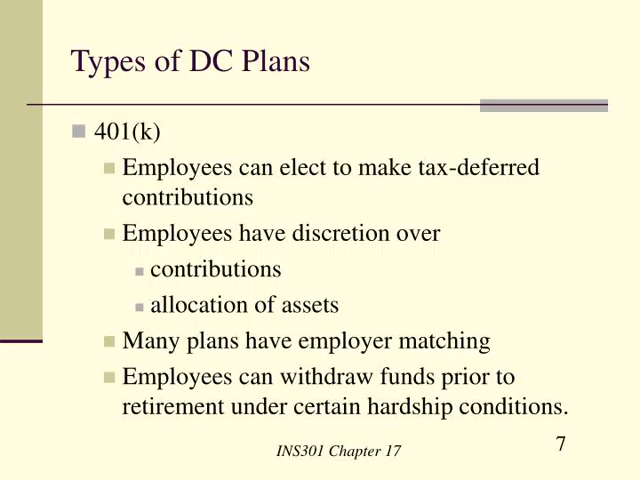 Types of DC Plans
401(k)
Employees can elect to make tax-deferred
contributions
Employees have discretion over
contributions
allocation of assets
Many plans have employer matching
Employees can withdraw funds prior to
retirement under certain hardship conditions.
INS301 Chapter 17
7